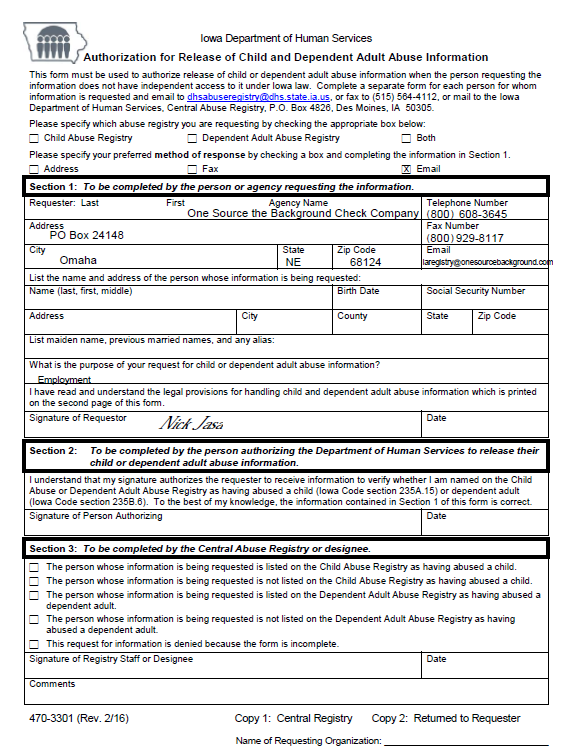 Iowa Department of Human Services
Authorization for Release of Child and Dependent Adult Abuse Information
This form must be used to authorize release of child or dependent adult abuse information when the person requesting the
information does not have independent access to it under Iowa law. Complete a separate form for each person for whom
information is requested and email to dhsabuseregistry@dhs.state.ia.us, or fax to (515) 564-4112, or mail to the Iowa
Department of Human Services, Central Abuse Registry, P.O. Box 4826, Des Moines, IA 50305.
Please specify which abuse registry you are requesting by checking the appropriate box below:
Child Abuse Registry Dependent Adult Abuse Registry Both
Please specify your preferred method of response by checking a box and completing the information in Section 1.
Address Fax X Email
Section 1: To be completed by the person or agency requesting the information.
Requester: Last First Agency Name Telephone Number
One Source the Background Check Company (800) 608-3645
Address Fax Number
PO Box 24148 (800) 929-8117
City State Zip Code Email
Omaha NE 68124 iaregistry@onesourcebackground.com
List the name and address of the person whose information is being requested:
Name (last, first, middle) Birth Date Social Security Number
Address City County State Zip Code
List maiden name, previous married names, and any alias:
What is the purpose of your request for child or dependent adult abuse information?
Employment
I have read and understand the legal provisions for handling child and dependent adult abuse information which is printed
on the second page of this form.
Signature of Requestor Nick Jasa Date
Section 2: To be completed by the person authorizing the Department of Human Services to release their
child or dependent adult abuse information.
I understand that my signature authorizes the requester to receive information to verify whether I am named on the Child
Abuse or Dependent Adult Abuse Registry as having abused a child (Iowa Code section 235A.15) or dependent adult
(Iowa Code section 235B.6). To the best of my knowledge, the information contained in Section 1 of this form is correct.
Signature of Person Authorizing Date
Section 3: To be completed by the Central Abuse Registry or designee.
The person whose information is being requested is listed on the Child Abuse Registry as having abused a child.
The person whose information is being requested is not listed on the Child Abuse Registry as having abused a child.
The person whose information is being requested is listed on the Dependent Adult Abuse Registry as having abused a
dependent adult.
The person whose information is being requested is not listed on the Dependent Adult Abuse Registry as having
abused a dependent adult.
This request for information is denied because the form is incomplete.
Signature of Registry Staff or Designee Date
Comments
470-3301 (Rev. 2/16) Copy 1: Central Registry Copy 2: Returned to Requester
Name of Requesting Organization: